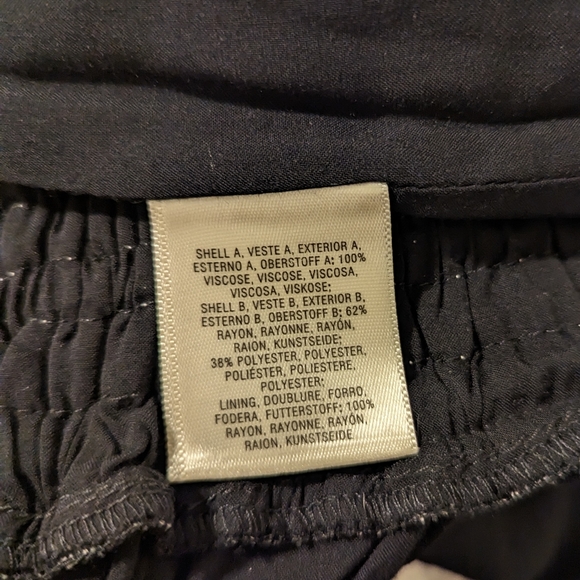 SHELL A, VESTE A, EXTERIOR A,
ESTERNO A, OBERSTOFF A: 100%
VISCOSE, VISCOSE, VISCOSA,
VISCOSA, VISKOSE;
SHELL B, VESTE B, EXTERIOR B,
ESTERNO B, OBERSTOFF B; 62%
RAYON, RAYONNE, RAYÓN,
RAION, KUNSTSEIDE:
38% POLYESTER, POLYESTER,
POLIÉSTER, POLIESTERE,
POLYESTER;
LINING, DOUBLURE, FORRO,
FODERA, FUTTERSTOFF: 100%
RAYON, RAYONNE, RAYÓN,
RAION, KUNSTSEIDE